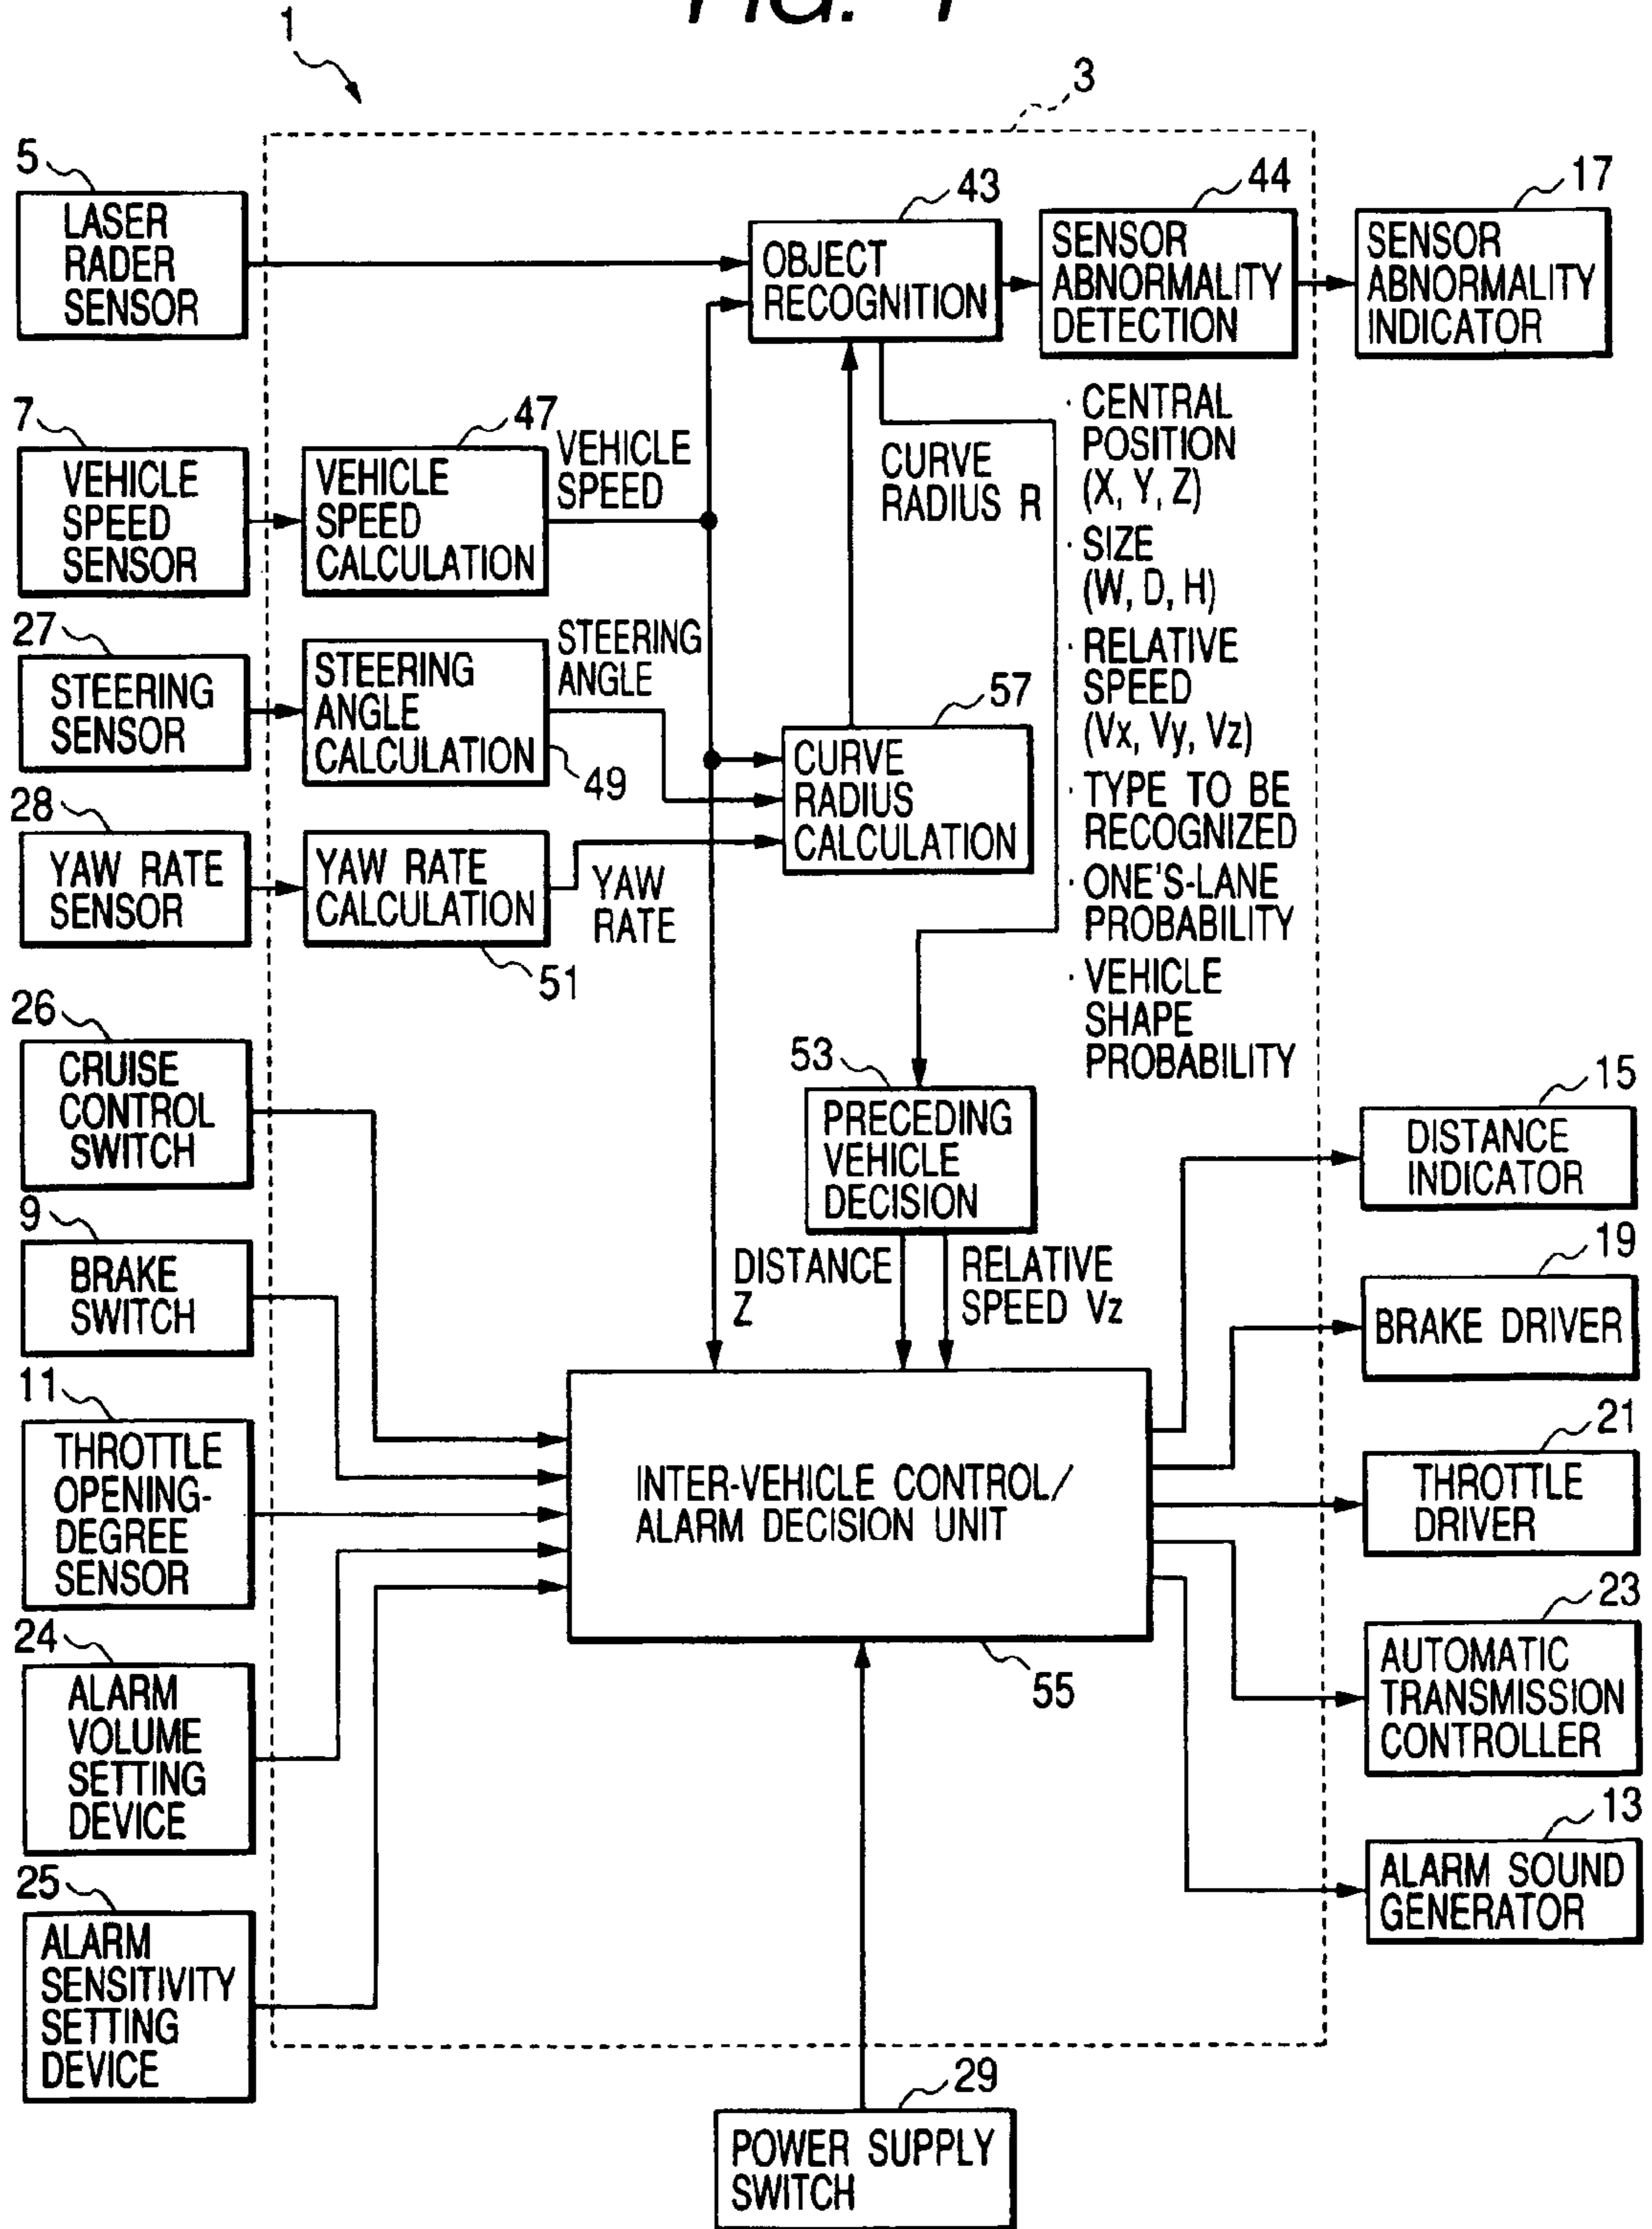 FIG. 1
1
3
5
LASER
RADER
SENSOR
43
OBJECT
RECOGNITION
44
SENSOR
ABNORMALITY
DETECTION
17
SENSOR
ABNORMALITY
INDICATOR
7
VEHICLE
SPEED
SENSOR
47
VEHICLE
SPEED
CALCULATION
VEHICLE
SPEED
CURVE
RADIUS R
· CENTRAL
POSITION
(X, Y, Z)
· SIZE
(W, D, H)
· RELATIVE
SPEED
(Vx, Vy, Vz)
· TYPE TO BE
RECOGNIZED
· ONE'S-LANE
PROBABILITY
· VEHICLE
SHAPE
PROBABILITY
27
STEERING
SENSOR
STEERING
ANGLE
CALCULATION
49
STEERING
ANGLE
57
CURVE
RADIUS
CALCULATION
28
YAW RATE
SENSOR
YAW RATE
CALCULATION
51
YAW
RATE
26
CRUISE
CONTROL
SWITCH
53
PRECEDING
VEHICLE
DECISION
15
DISTANCE
INDICATOR
9
BRAKE
SWITCH
DISTANCE
Z
RELATIVE
SPEED Vz
19
BRAKE DRIVER
11
THROTTLE
OPENING-
DEGREE
SENSOR
INTER-VEHICLE CONTROL/
ALARM DECISION UNIT
55
21
THROTTLE
DRIVER
24
ALARM
VOLUME
SETTING
DEVICE
23
AUTOMATIC
TRANSMISSION
CONTROLLER
25
ALARM
SENSITIVITY
SETTING
DEVICE
13
ALARM SOUND
GENERATOR
29
POWER SUPPLY
SWITCH